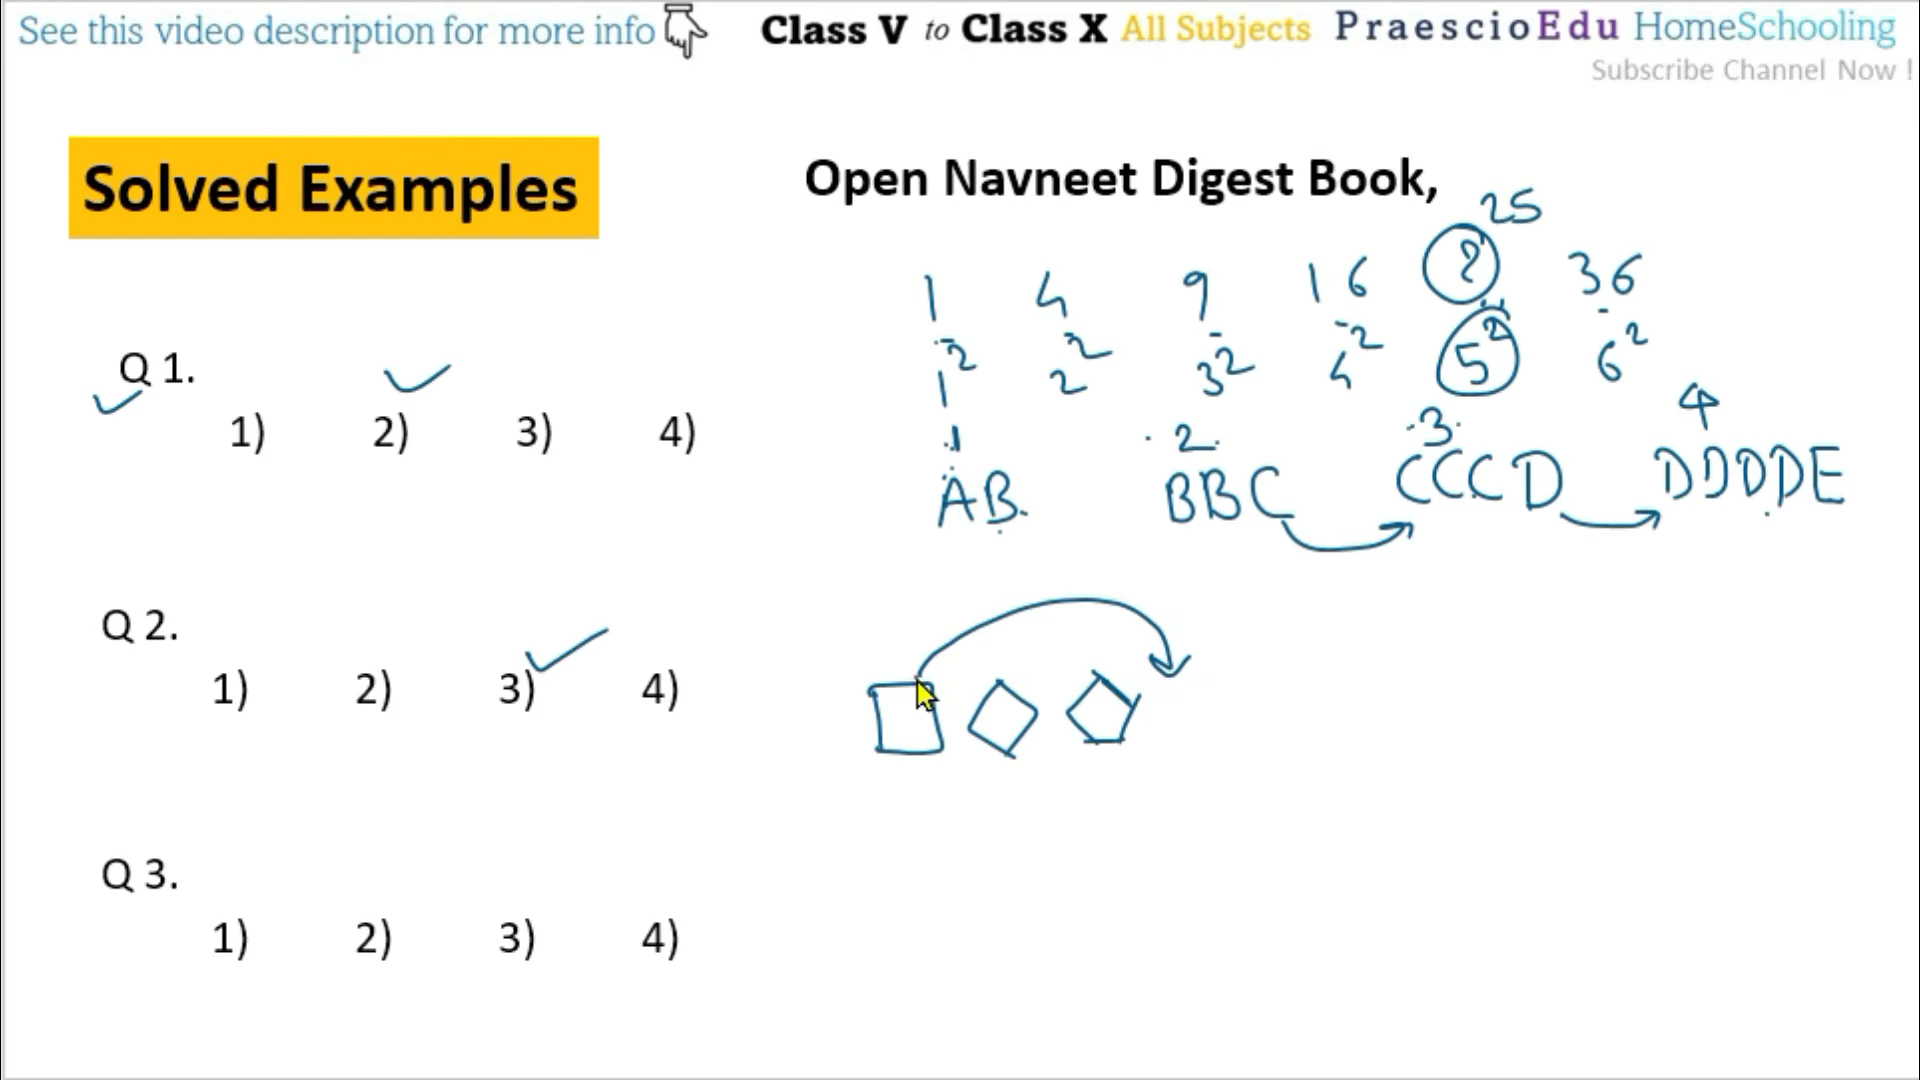 See this video description for more info Class V to Class X All Subjects PraescioEdu HomeSchooling
Subscribe Channel Now !
Solved Examples
Open Navneet Digest Book,
25
1 4 9 16 ? 36
1² 2² 3² 4² 5² 6²
1 2 3 4
AB BBC CCCD DDDDE
Q 1.
1) 2) 3) 4)
Q 2.
1) 2) 3) 4)
Q 3.
1) 2) 3) 4)